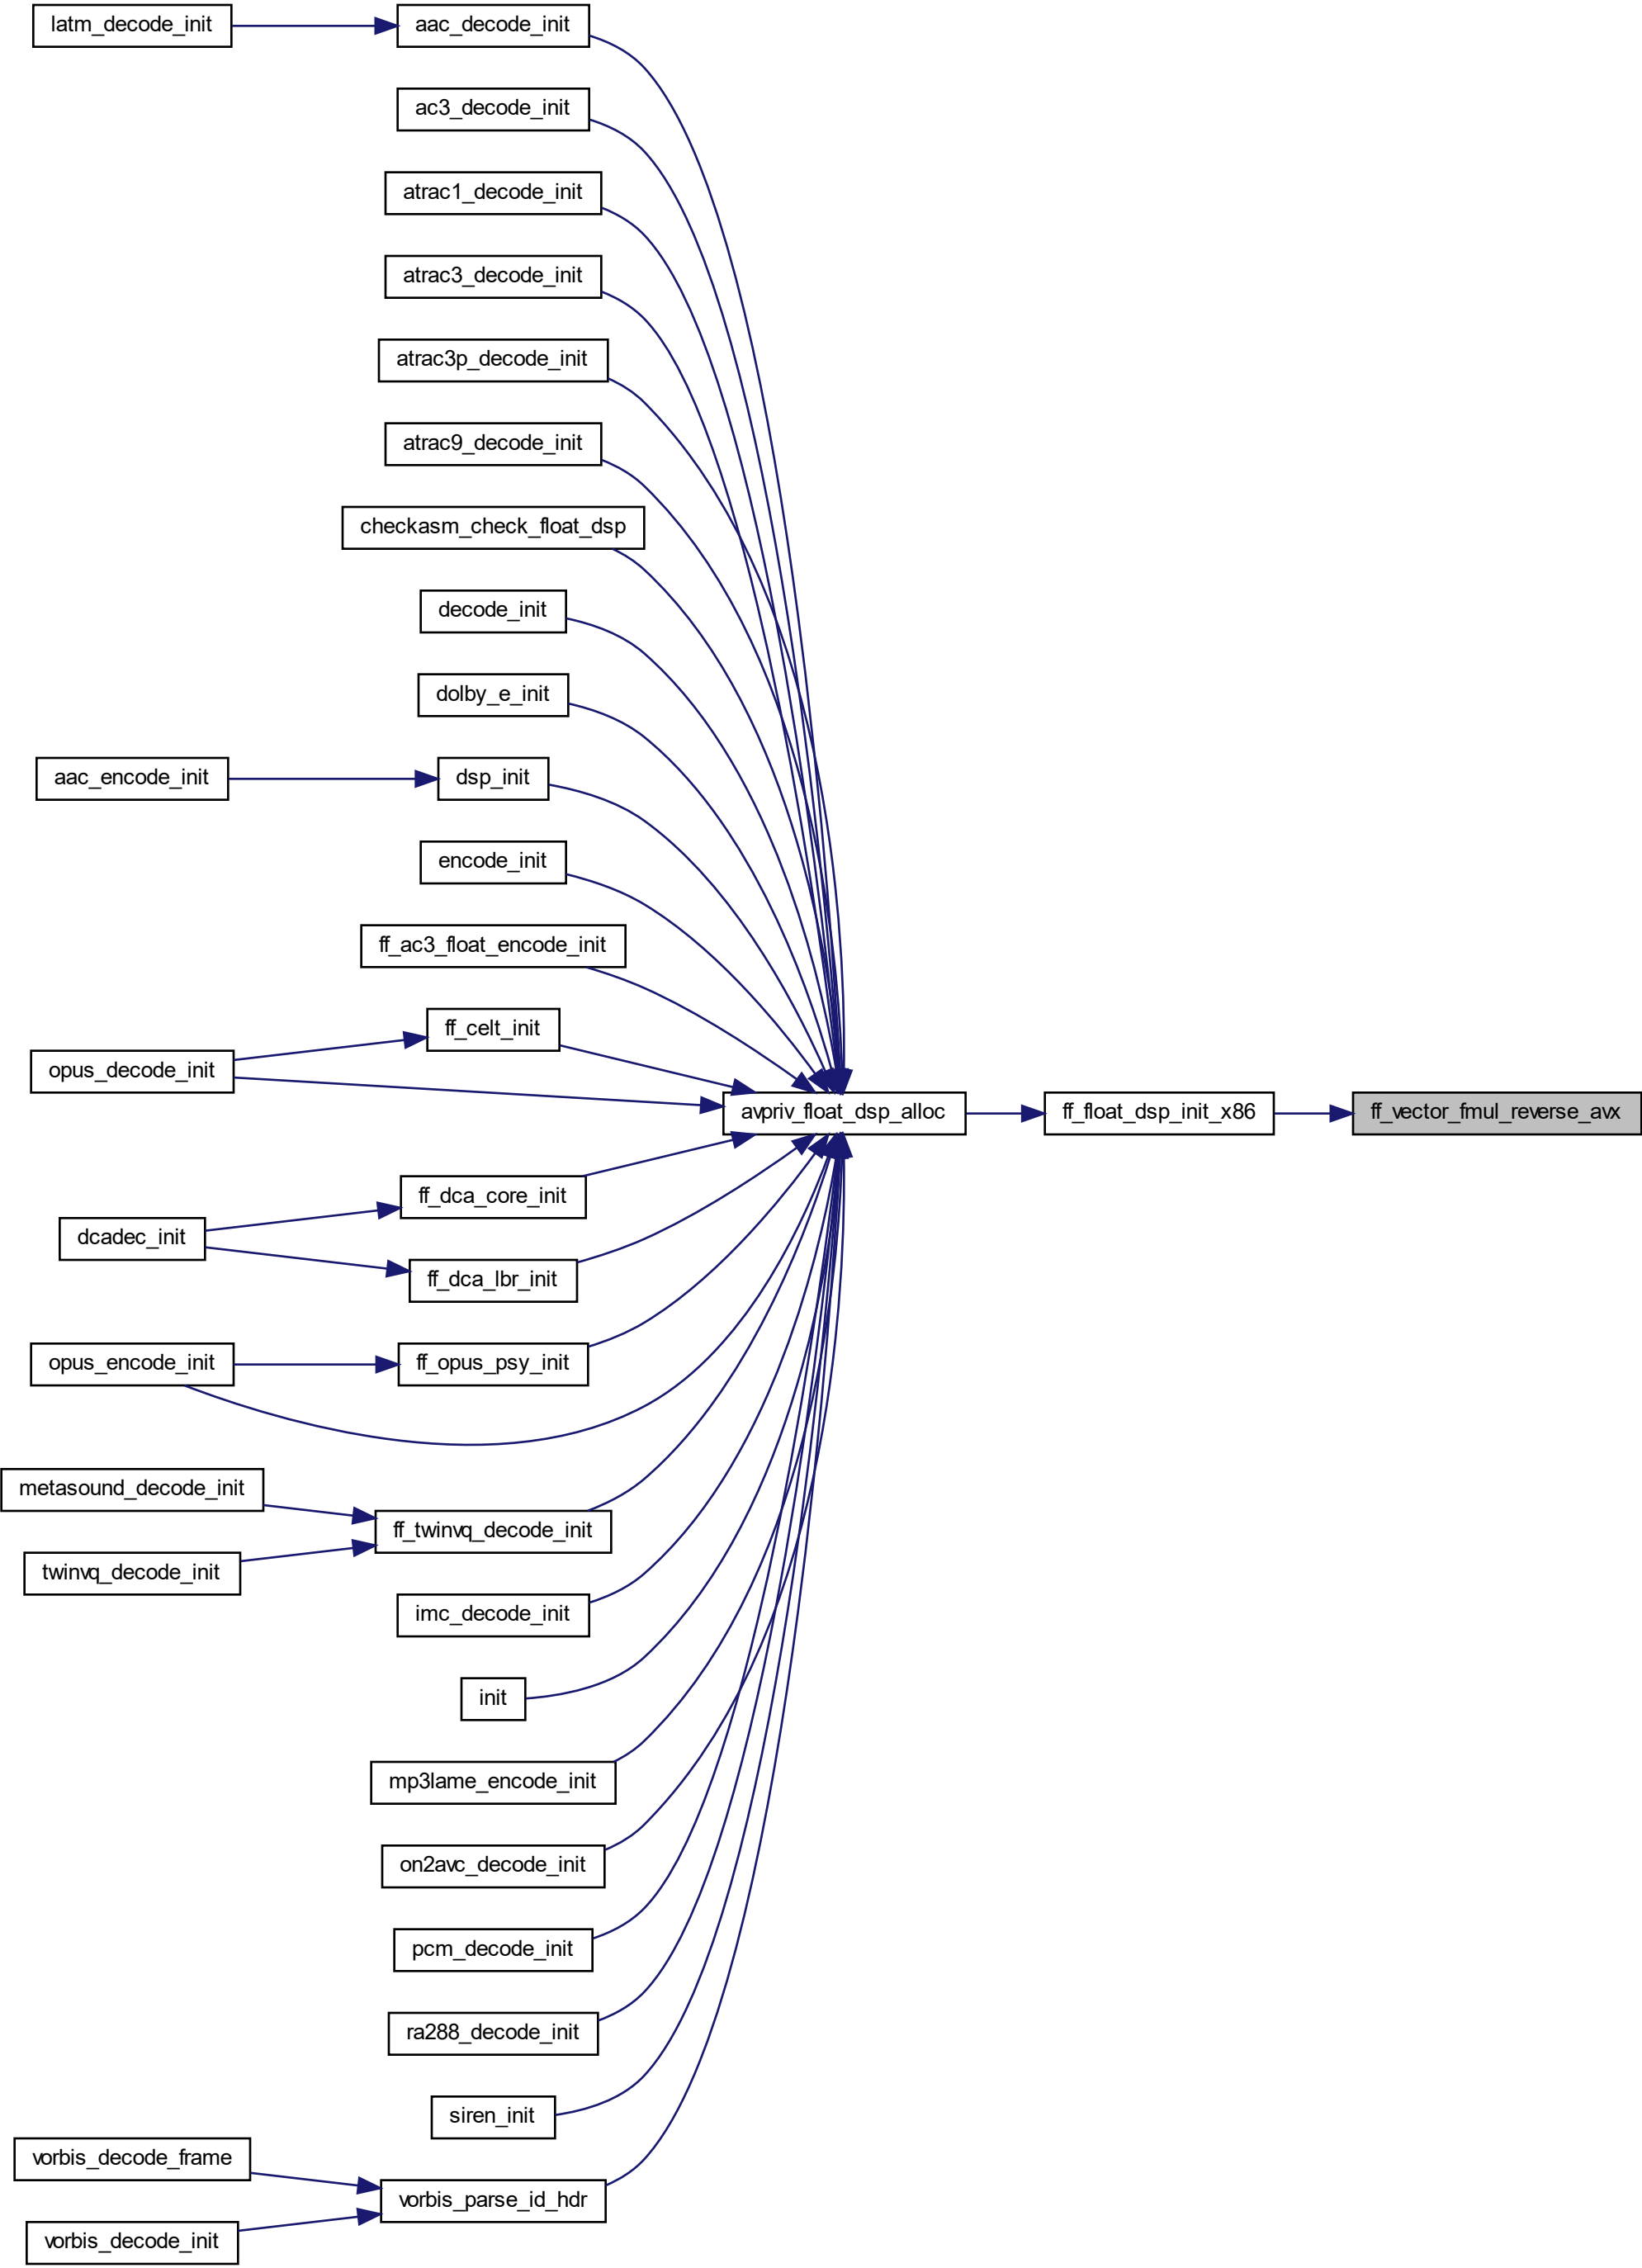 latm_decode_init
aac_decode_init
ac3_decode_init
atrac1_decode_init
atrac3_decode_init
atrac3p_decode_init
atrac9_decode_init
checkasm_check_float_dsp
decode_init
dolby_e_init
aac_encode_init
dsp_init
encode_init
ff_ac3_float_encode_init
ff_celt_init
opus_decode_init
avpriv_float_dsp_alloc
ff_float_dsp_init_x86
ff_vector_fmul_reverse_avx
ff_dca_core_init
dcadec_init
ff_dca_lbr_init
opus_encode_init
ff_opus_psy_init
metasound_decode_init
ff_twinvq_decode_init
twinvq_decode_init
imc_decode_init
init
mp3lame_encode_init
on2avc_decode_init
pcm_decode_init
ra288_decode_init
siren_init
vorbis_decode_frame
vorbis_parse_id_hdr
vorbis_decode_init